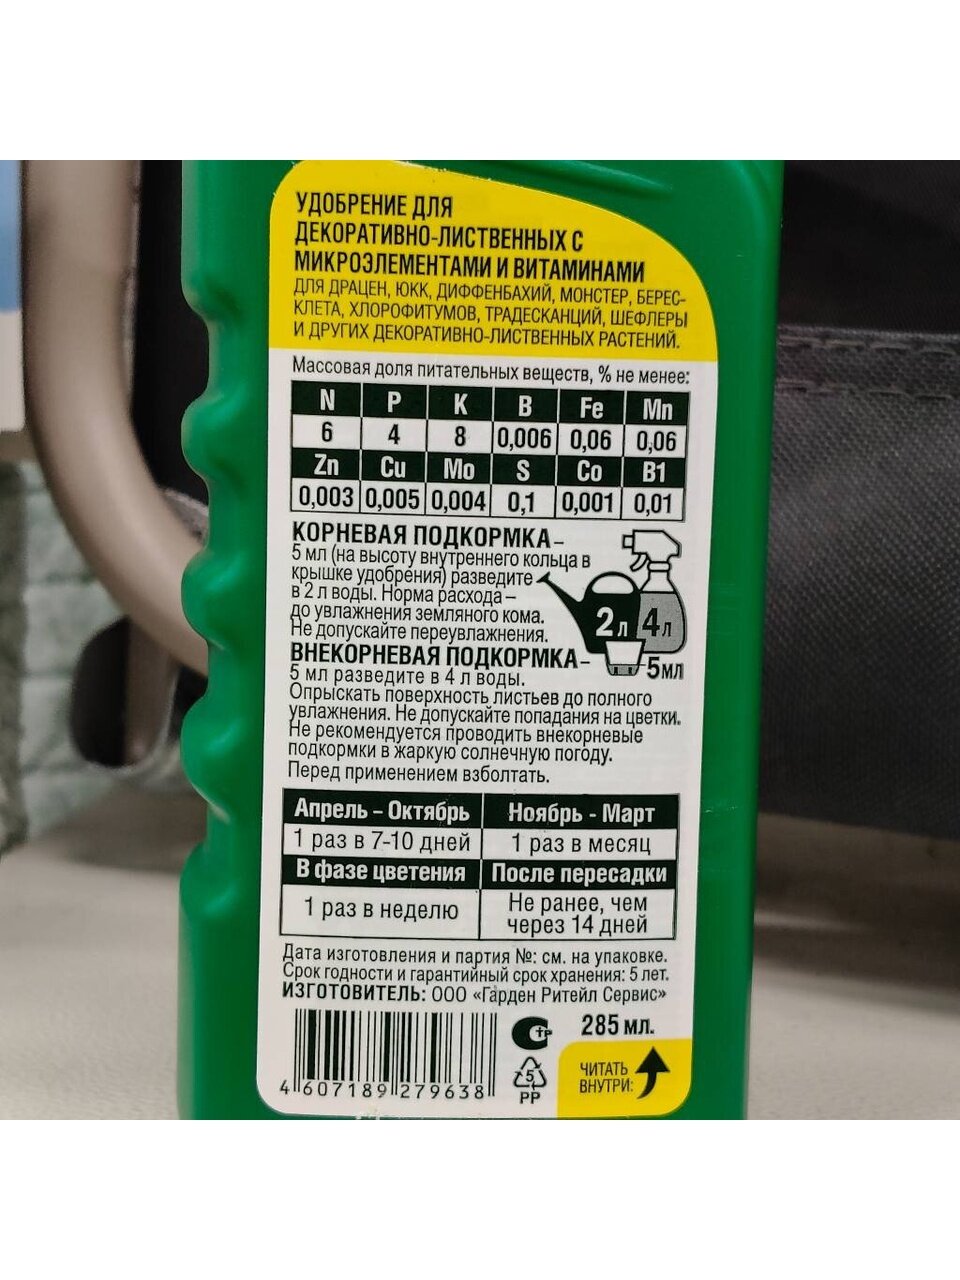 УДОБРЕНИЕ ДЛЯ
ДЕКОРАТИВНО-ЛИСТВЕННЫХ С
МИКРОЭЛЕМЕНТАМИ И ВИТАМИНАМИ
ДЛЯ ДРАЦЕН, ЮКК, ДИФФЕНБАХИЙ, МОНСТЕР, БЕРЕС-
КЛЕТА, ХЛОРОФИТУМОВ, ТРАДЕСКАНЦИЙ, ШЕФЛЕРЫ
И ДРУГИХ ДЕКОРАТИВНО-ЛИСТВЕННЫХ РАСТЕНИЙ.
Массовая доля питательных веществ, % не менее:
N P K B Fe Mn
6 4 8 0,006 0,06 0,06
Zn Cu Mo S Co B1
0,003 0,005 0,004 0,1 0,001 0,01
КОРНЕВАЯ ПОДКОРМКА –
5 мл (на высоту внутреннего кольца в
крышке удобрения) разведите
в 2 л воды. Норма расхода –
до увлажнения земляного кома.
Не допускайте переувлажнения.
2 л 4 л
5 мл
ВНЕКОРНЕВАЯ ПОДКОРМКА –
5 мл разведите в 4 л воды.
Опрыскать поверхность листьев до полного
увлажнения. Не допускайте попадания на цветки.
Не рекомендуется проводить внекорневые
подкормки в жаркую солнечную погоду.
Перед применением взболтать.
Апрель – Октябрь Ноябрь - Март
1 раз в 7-10 дней 1 раз в месяц
В фазе цветения После пересадки
1 раз в неделю Не ранее, чем
через 14 дней
Дата изготовления и партия №: см. на упаковке.
Срок годности и гарантийный срок хранения: 5 лет.
ИЗГОТОВИТЕЛЬ: ООО «Гарден Ритейл Сервис»
285 мл.
ЧИТАТЬ
ВНУТРИ:
5
PP
4 607189 279638